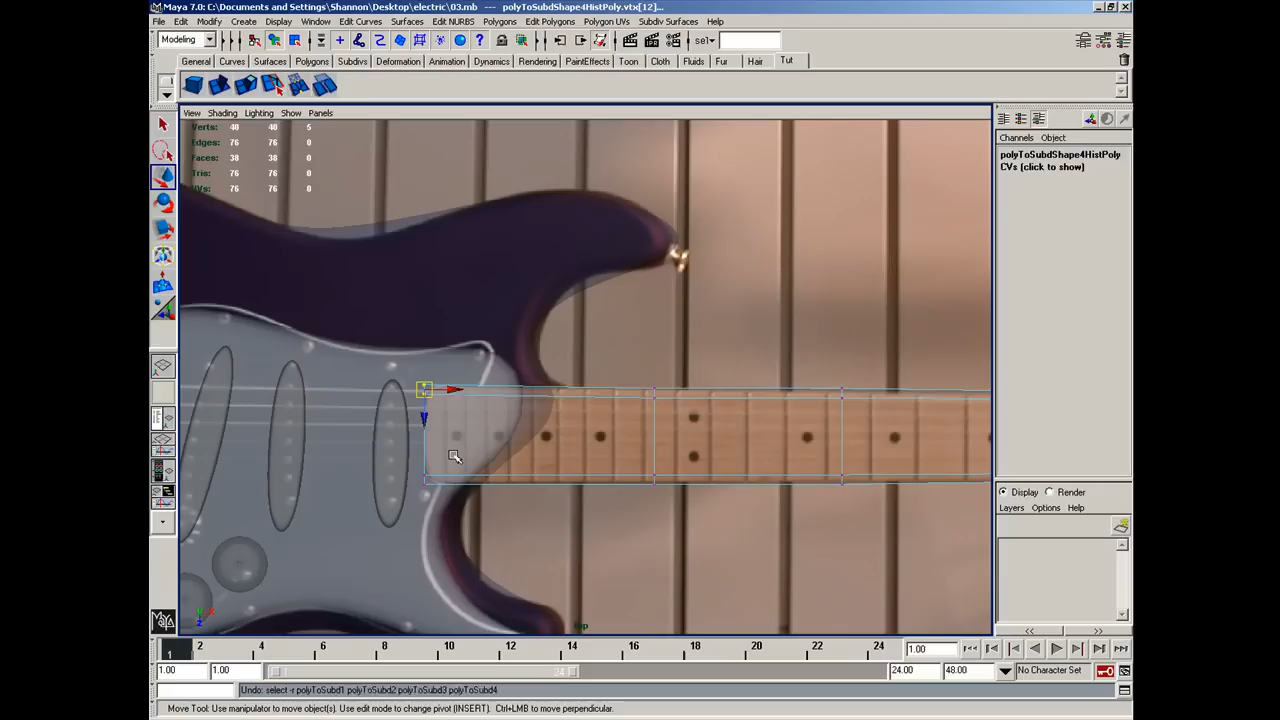 Maya 7.0: C:\Documents and Settings\Shannon\Desktop\electric\03.mb --- polyToSubdShape4HistPoly.vtx[12]...
File Edit Modify Create Display Window Edit Curves Surfaces Edit NURBS Polygons Edit Polygons Polygon UVs Subdiv Surfaces Help
Modeling sel
General Curves Surfaces Polygons Subdivs Deformation Animation Dynamics Rendering PaintEffects Toon Cloth Fluids Fur Hair Tut
View Shading Lighting Show Panels
Channels Object
Verts: 40 40 5
Edges: 76 76 0
Faces: 38 38 0
Tris: 76 76 0
UVs: 76 76 0
polyToSubdShape4HistPoly
CVs (click to show)
Display Render
Layers Options Help
top
1 2 4 6 8 10 12 14 16 18 20 22 24 1.00
1.00 1.00 24 24.00 48.00 No Character Set
Undo: select -r polyToSubd1 polyToSubd2 polyToSubd3 polyToSubd4
Move Tool: Use manipulator to move object(s). Use edit mode to change pivot (INSERT). Ctrl+LMB to move perpendicular.